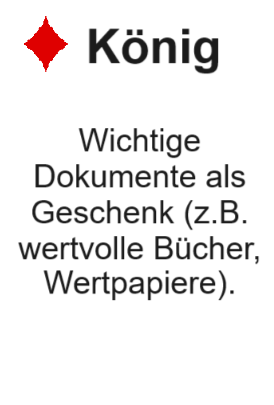 König
Wichtige
Dokumente als
Geschenk (z.B.
wertvolle Bücher,
Wertpapiere).